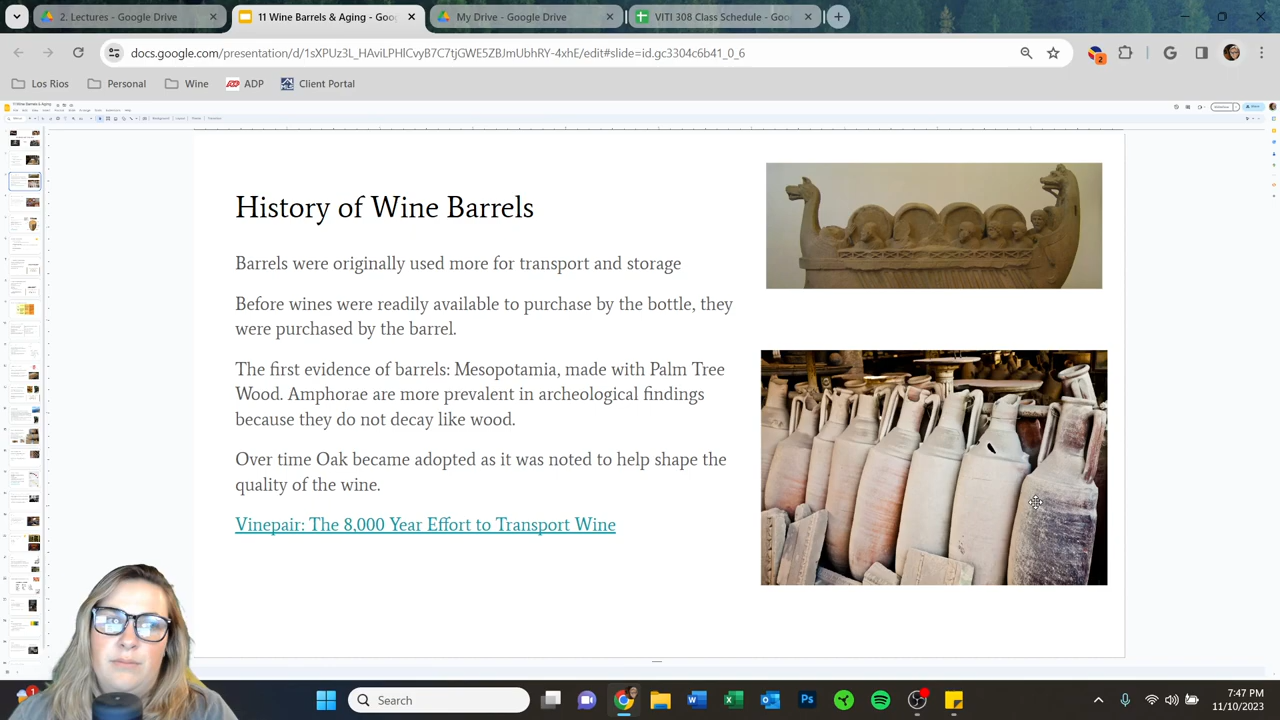 2. Lectures - Google Drive
11 Wine Barrels & Aging - Goo
My Drive - Google Drive
VITI 308 Class Schedule - Goo
docs.google.com/presentation/d/1sXPUz3L_HAviLPHlCvyB7C7tjGWE5ZBJmUbhRY-4xhE/edit#slide=id.gc3304c6b41_0_6
2
Los Rios
Personal
Wine
ADP
Client Portal
11 Wine Barrels & Aging
History of Wine Barrels
Barrels were originally used more for transport and storage
Before wines were readily available to purchase by the bottle, they
were purchased by the barrel.
The first evidence of barrels: Mesopotamia, made with Palm Tree
Wood. Amphorae are more prevalent in archeological findings
because they do not decay like wood.
Over time Oak became adopted as it was noted to help shape the
quality of the wine.
Vinepair: The 8,000 Year Effort to Transport Wine
1
Search
7:47 PM
11/10/2023